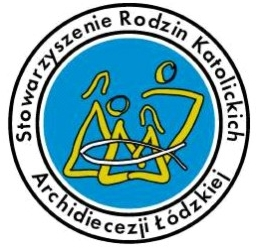 Stowarzyszenie Rodzin Katolickich
Archidiecezji Łódzkiej